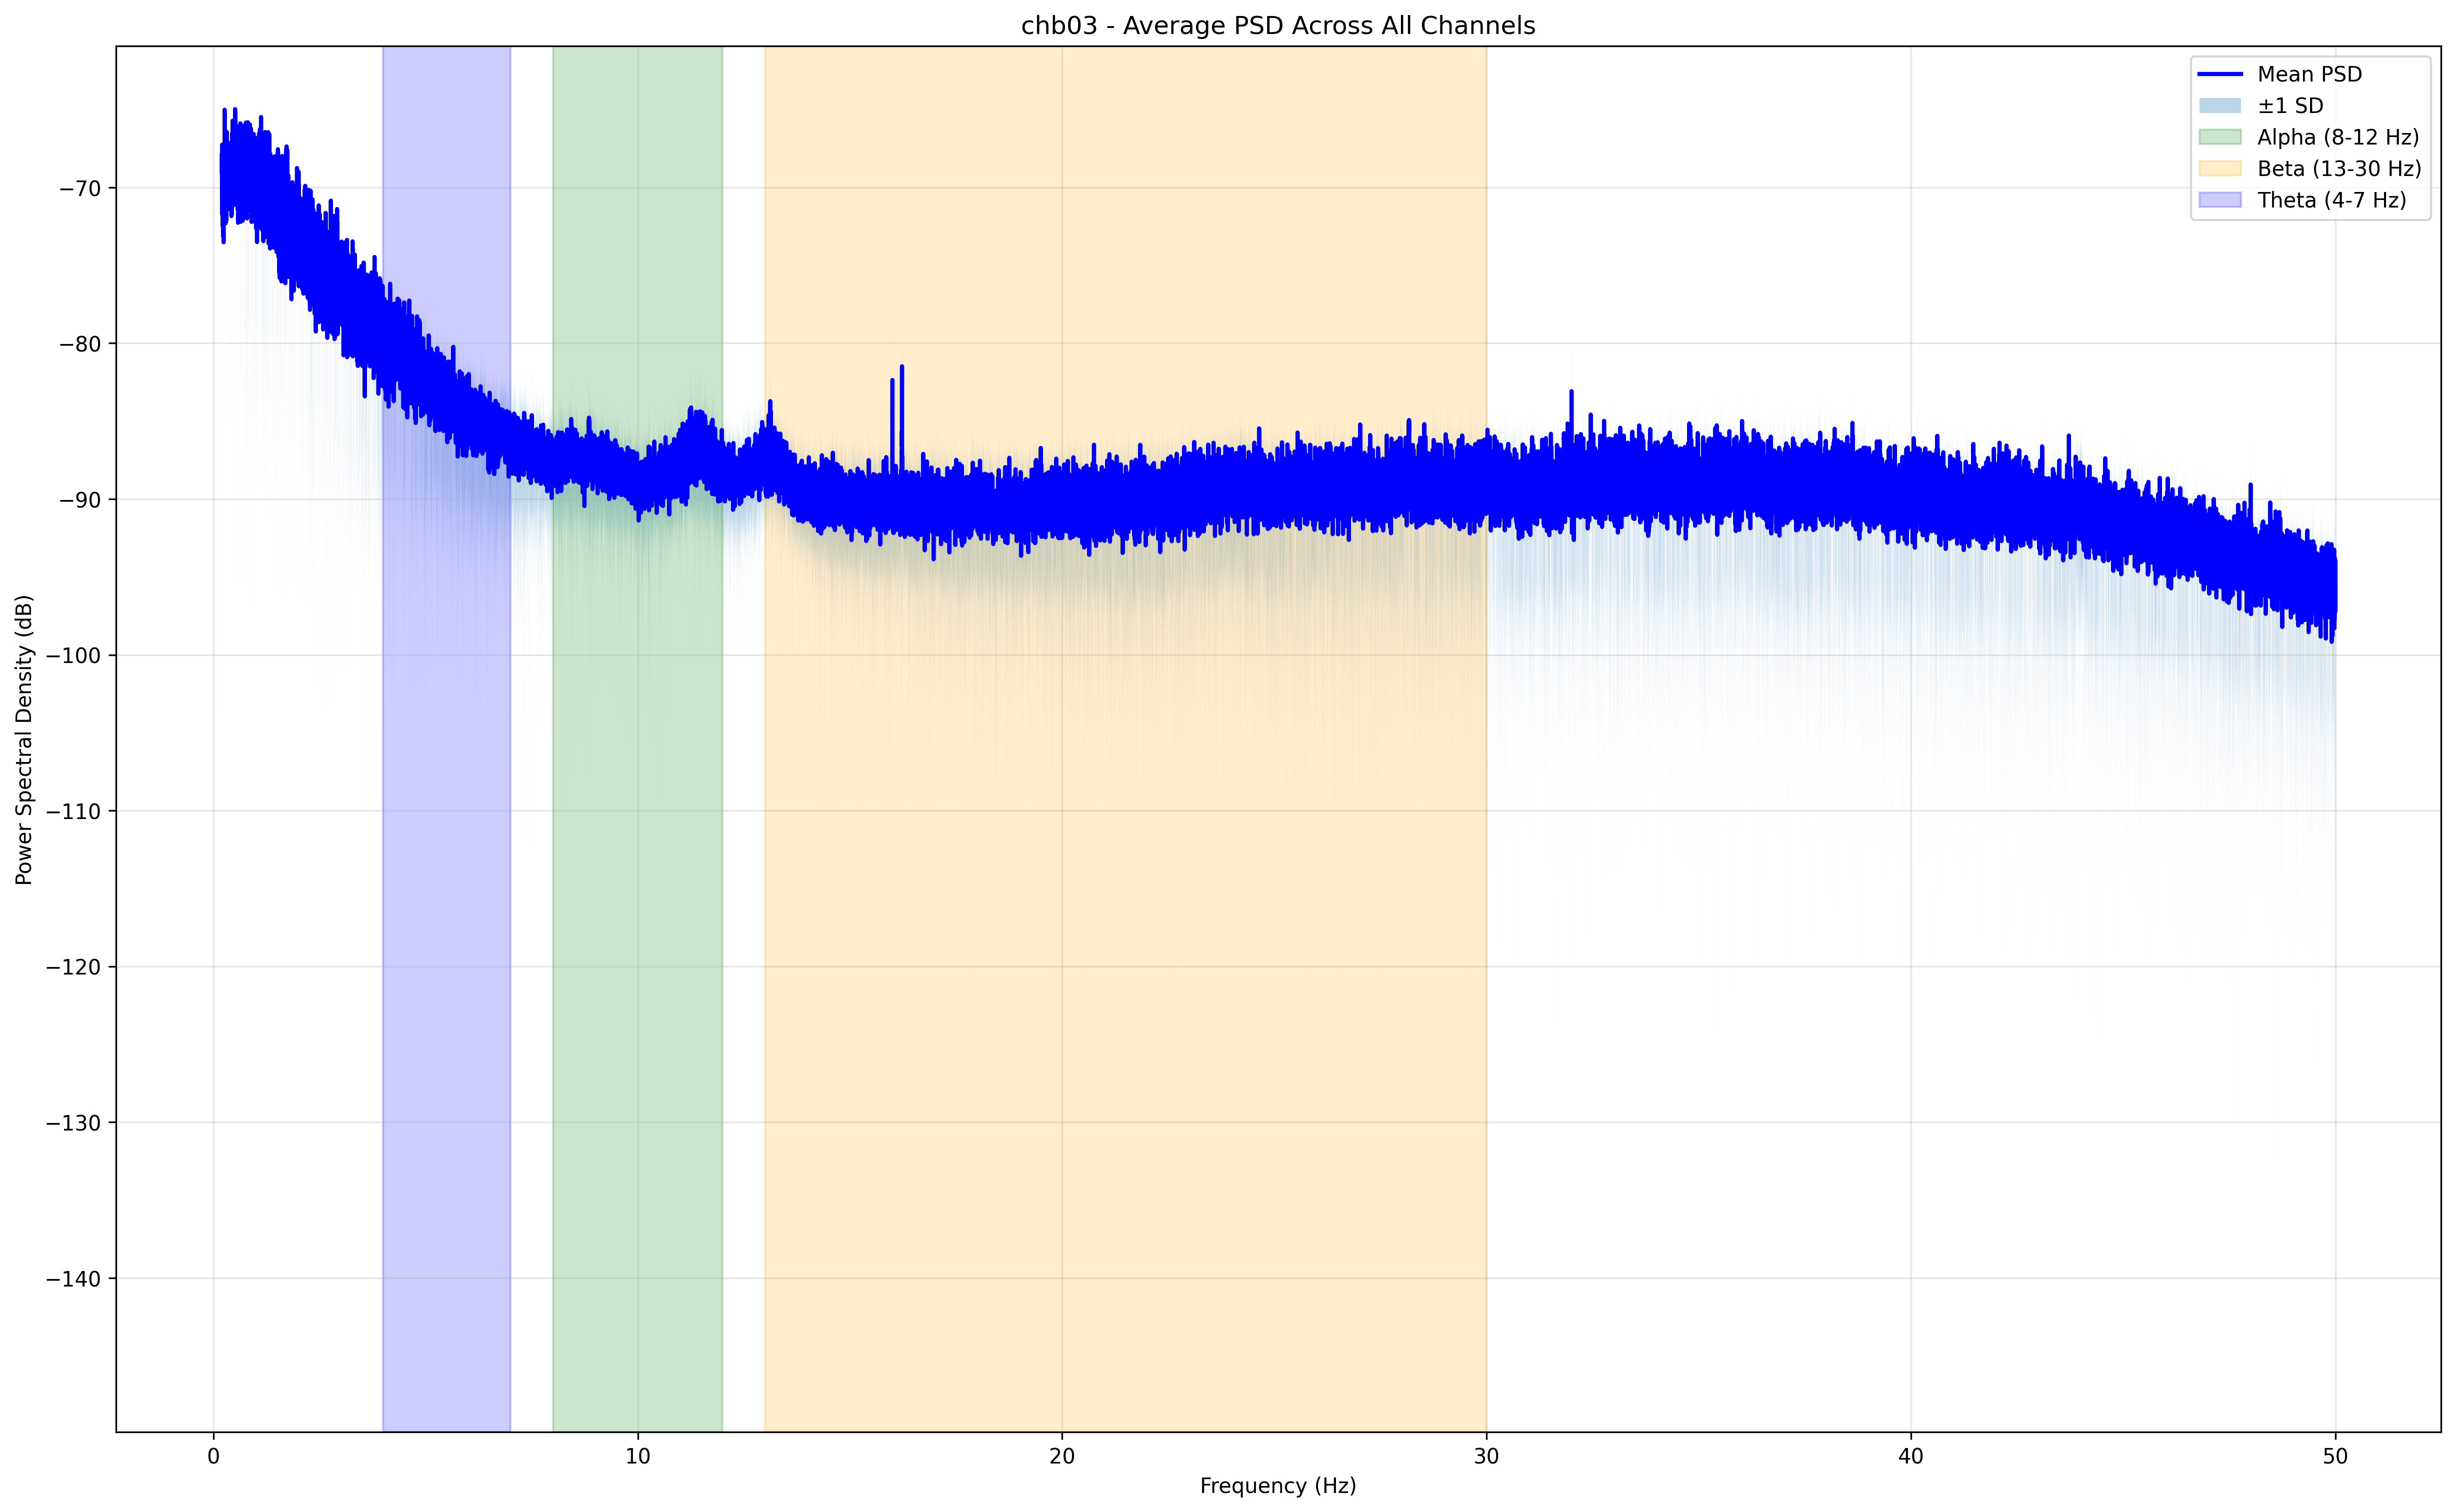 chb03 - Average PSD Across All Channels
Mean PSD
±1 SD
Alpha (8-12 Hz)
Beta (13-30 Hz)
Theta (4-7 Hz)
Power Spectral Density (dB)
−70
−80
−90
−100
−110
−120
−130
−140
0
10
20
30
40
50
Frequency (Hz)